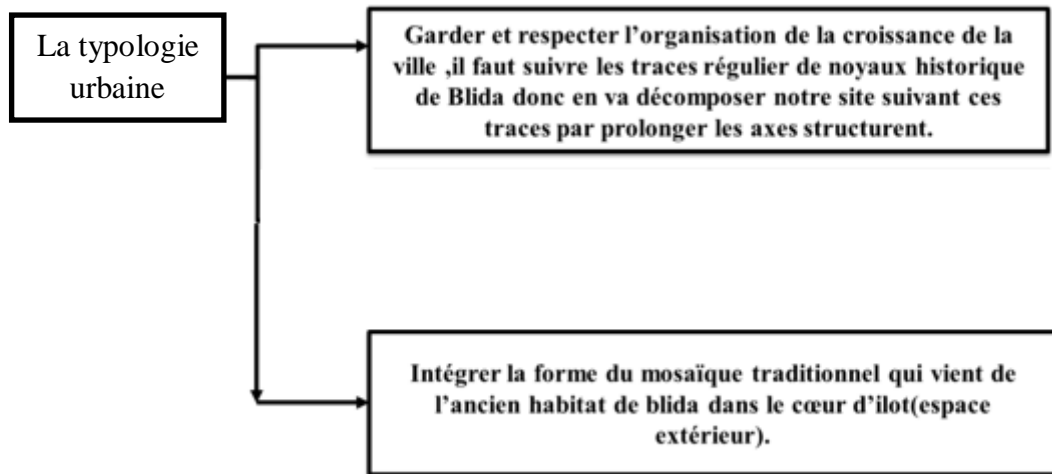 La typologie
urbaine
Garder et respecter l’organisation de la croissance de la
ville ,il faut suivre les traces régulier de noyaux historique
de Blida donc en va décomposer notre site suivant ces
traces par prolonger les axes structurent.
Intégrer la forme du mosaïque traditionnel qui vient de
l’ancien habitat de blida dans le cœur d’ilot(espace
extérieur).